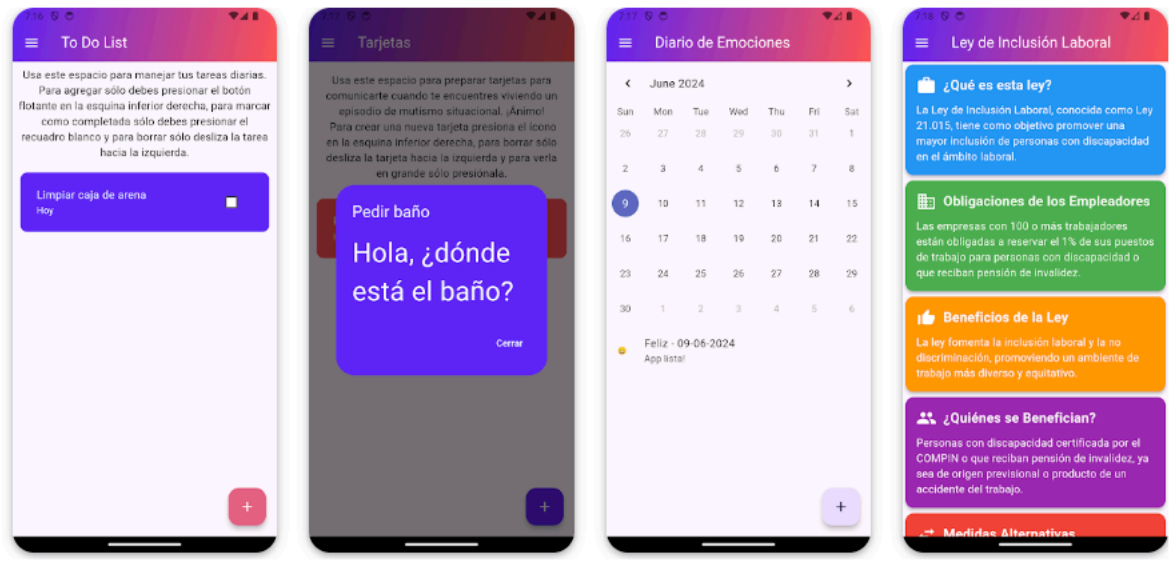 7:16
To Do List
Usa este espacio para manejar tus tareas diarias.
Para agregar sólo debes presionar el botón
flotante en la esquina inferior derecha, para marcar
como completada sólo debes presionar el
recuadro blanco y para borrar sólo desliza la tarea
hacia la izquierda.
Limpiar caja de arena
Hoy
+
7:17
Tarjetas
Usa este espacio para preparar tarjetas para
comunicarte cuando te encuentres viviendo un
episodio de mutismo situacional. ¡Ánimo!
Para crear una nueva tarjeta presiona el icono
en la esquina inferior derecha, para borrar sólo
desliza la tarjeta hacia la izquierda y para verla
en grande sólo presiónala.
Pedir baño
Hola, ¿dónde
está el baño?
Cerrar
+
7:17
Diario de Emociones
‹ June 2024 ›
Sun Mon Tue Wed Thu Fri Sat
26 27 28 29 30 31 1
2 3 4 5 6 7 8
9 10 11 12 13 14 15
16 17 18 19 20 21 22
23 24 25 26 27 28 29
30 1 2 3 4 5 6
Feliz - 09-06-2024
App lista!
+
7:18
Ley de Inclusión Laboral
¿Qué es esta ley?
La Ley de Inclusión Laboral, conocida como Ley
21.015, tiene como objetivo promover una
mayor inclusión de personas con discapacidad
en el ámbito laboral.
Obligaciones de los Empleadores
Las empresas con 100 o más trabajadores
están obligadas a reservar el 1% de sus puestos
de trabajo para personas con discapacidad o
que reciban pensión de invalidez.
Beneficios de la Ley
La ley fomenta la inclusión laboral y la no
discriminación, promoviendo un ambiente de
trabajo más diverso y equitativo.
¿Quiénes se Benefician?
Personas con discapacidad certificada por el
COMPIN o que reciban pensión de invalidez, ya
sea de origen previsional o producto de un
accidente del trabajo.
Medidas Alternativas